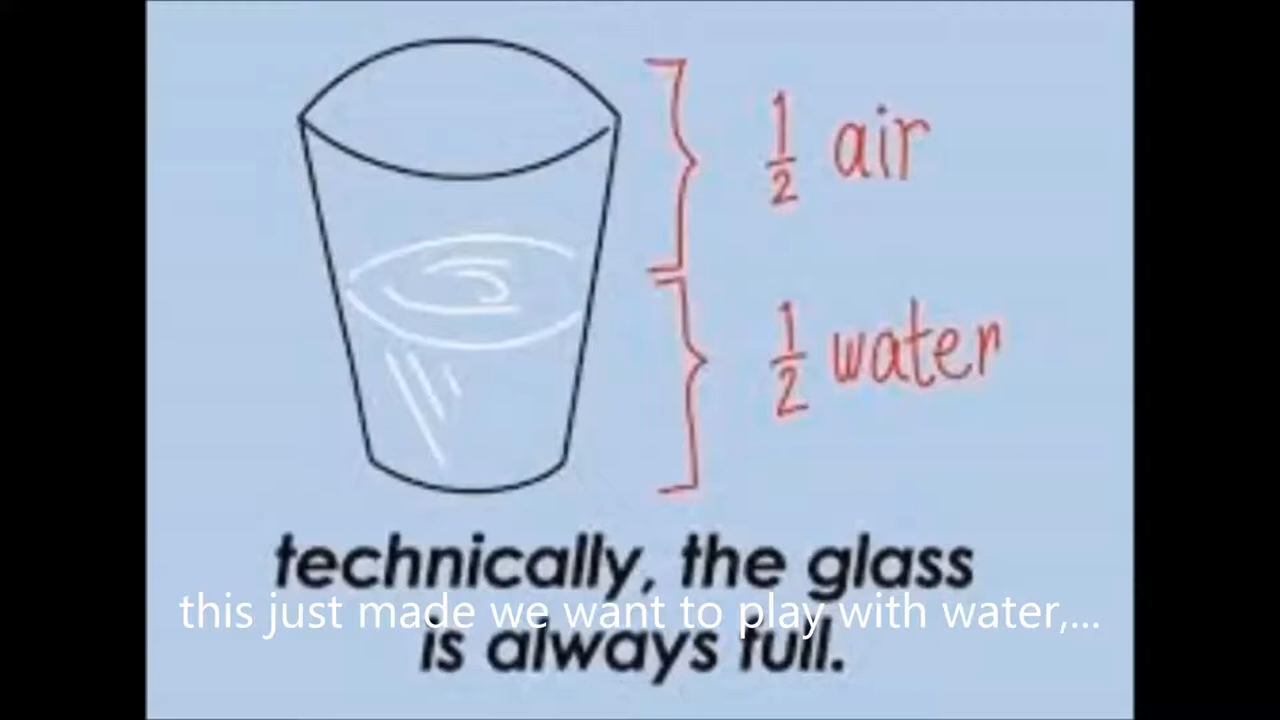 ½ air
½ water
technically, the glass
this just made we want to play with water,...
is always full.